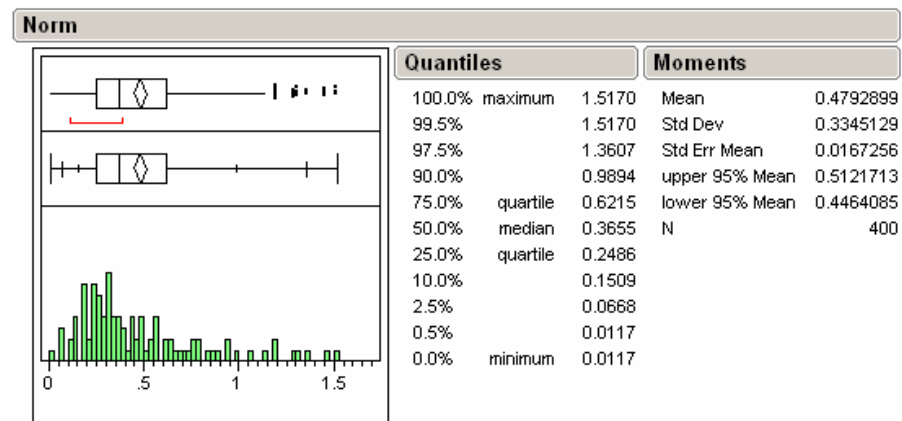 Norm
Quantiles
100.0% maximum 1.5170
99.5% 1.5170
97.5% 1.3607
90.0% 0.9894
75.0% quartile 0.6215
50.0% median 0.3655
25.0% quartile 0.2486
10.0% 0.1509
2.5% 0.0668
0.5% 0.0117
0.0% minimum 0.0117
Moments
Mean 0.4792899
Std Dev 0.3345129
Std Err Mean 0.0167256
upper 95% Mean 0.5121713
lower 95% Mean 0.4464085
N 400
0 .5 1 1.5